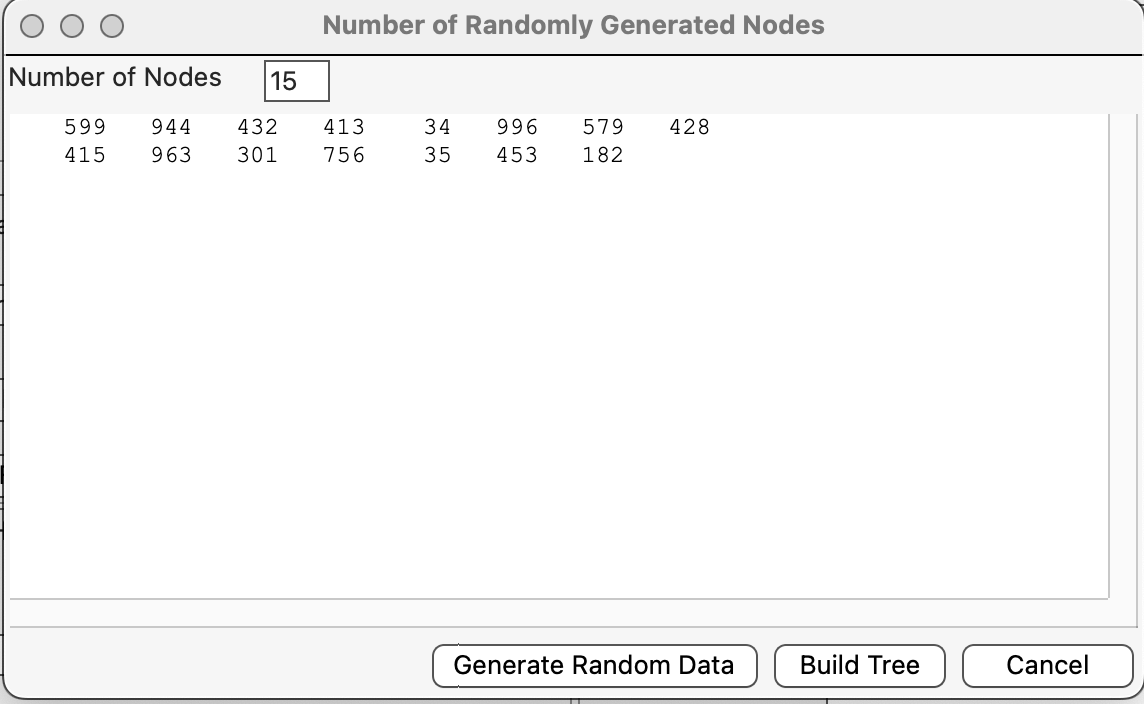 Number of Randomly Generated Nodes
Number of Nodes 15
599 944 432 413 34 996 579 428
415 963 301 756 35 453 182
Generate Random Data Build Tree Cancel